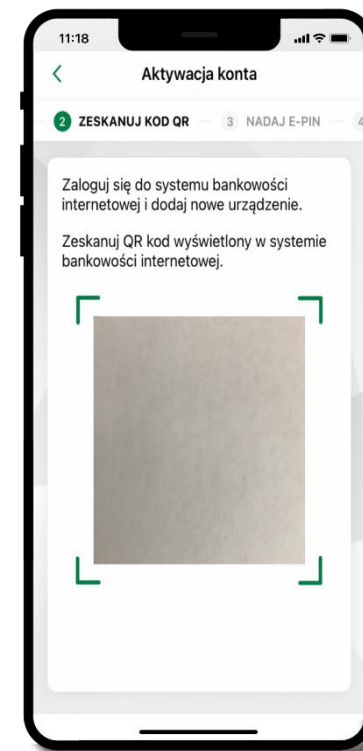 11:18
Aktywacja konta
2 ZESKANUJ KOD QR 3 NADAJ E-PIN 4
Zaloguj się do systemu bankowości
internetowej i dodaj nowe urządzenie.
Zeskanuj QR kod wyświetlony w systemie
bankowości internetowej.